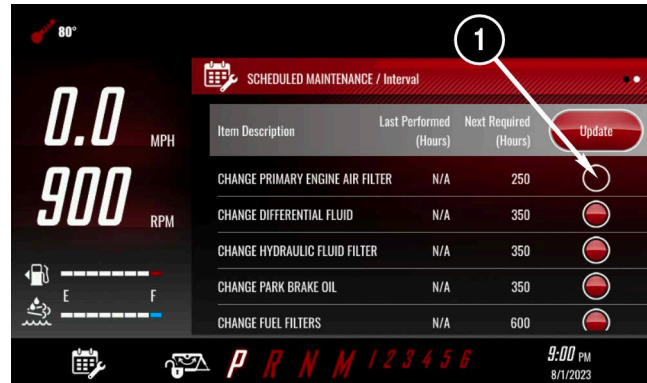 80°
1
SCHEDULED MAINTENANCE / Interval
0.0 MPH
900 RPM
Item Description Last Performed (Hours) Next Required (Hours) Update
CHANGE PRIMARY ENGINE AIR FILTER N/A 250
CHANGE DIFFERENTIAL FLUID N/A 350
CHANGE HYDRAULIC FLUID FILTER N/A 350
CHANGE PARK BRAKE OIL N/A 350
CHANGE FUEL FILTERS N/A 600
E F
P R N M 1 2 3 4 5 6
9:00 PM
8/1/2023